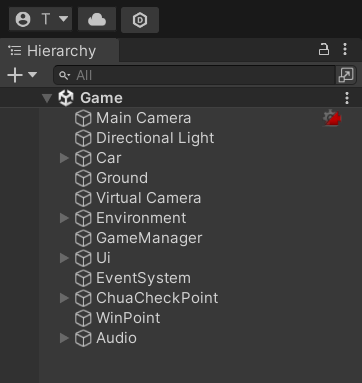 T
Hierarchy
All
Game
Main Camera
Directional Light
Car
Ground
Virtual Camera
Environment
GameManager
Ui
EventSystem
ChuaCheckPoint
WinPoint
Audio